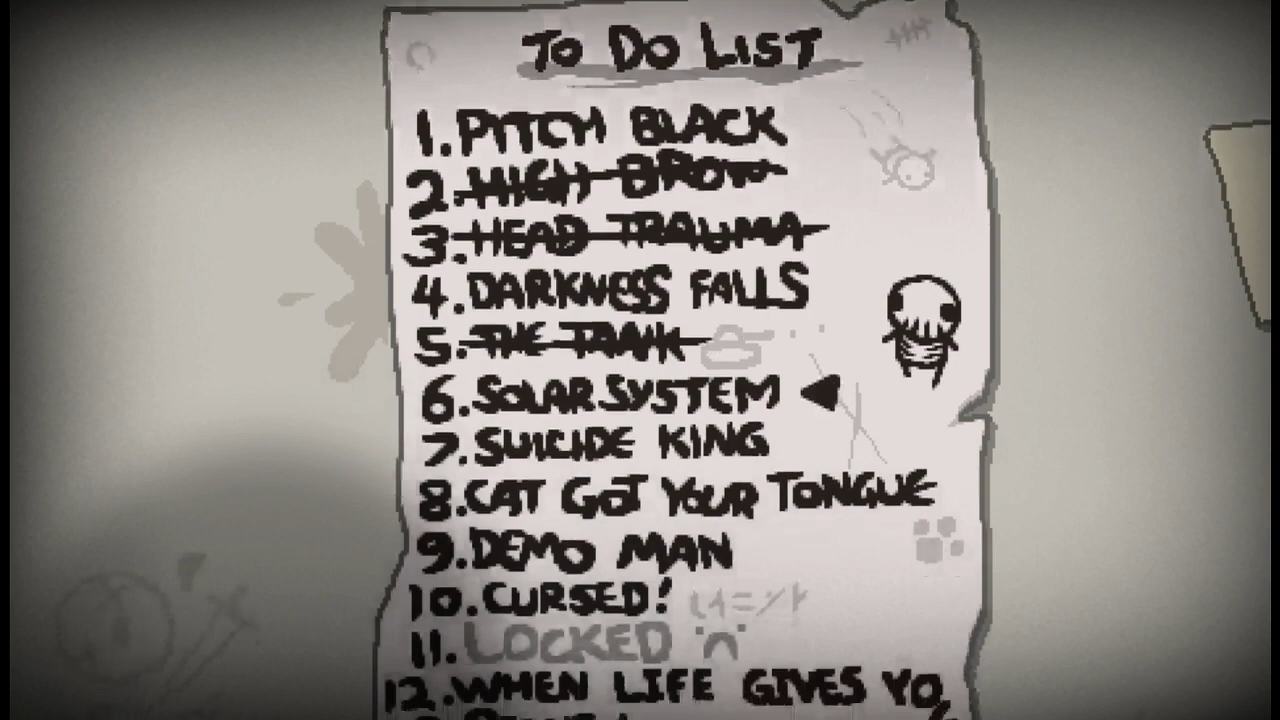 TO DO LIST
1. PITCH BLACK
2. HIGH BROW
3. HEAD TRAUMA
4. DARKNESS FALLS
5. THE TANK
6. SOLAR SYSTEM
7. SUICIDE KING
8. CAT GOT YOUR TONGUE
9. DEMO MAN
10. CURSED!
11. LOCKED
12. WHEN LIFE GIVES YO